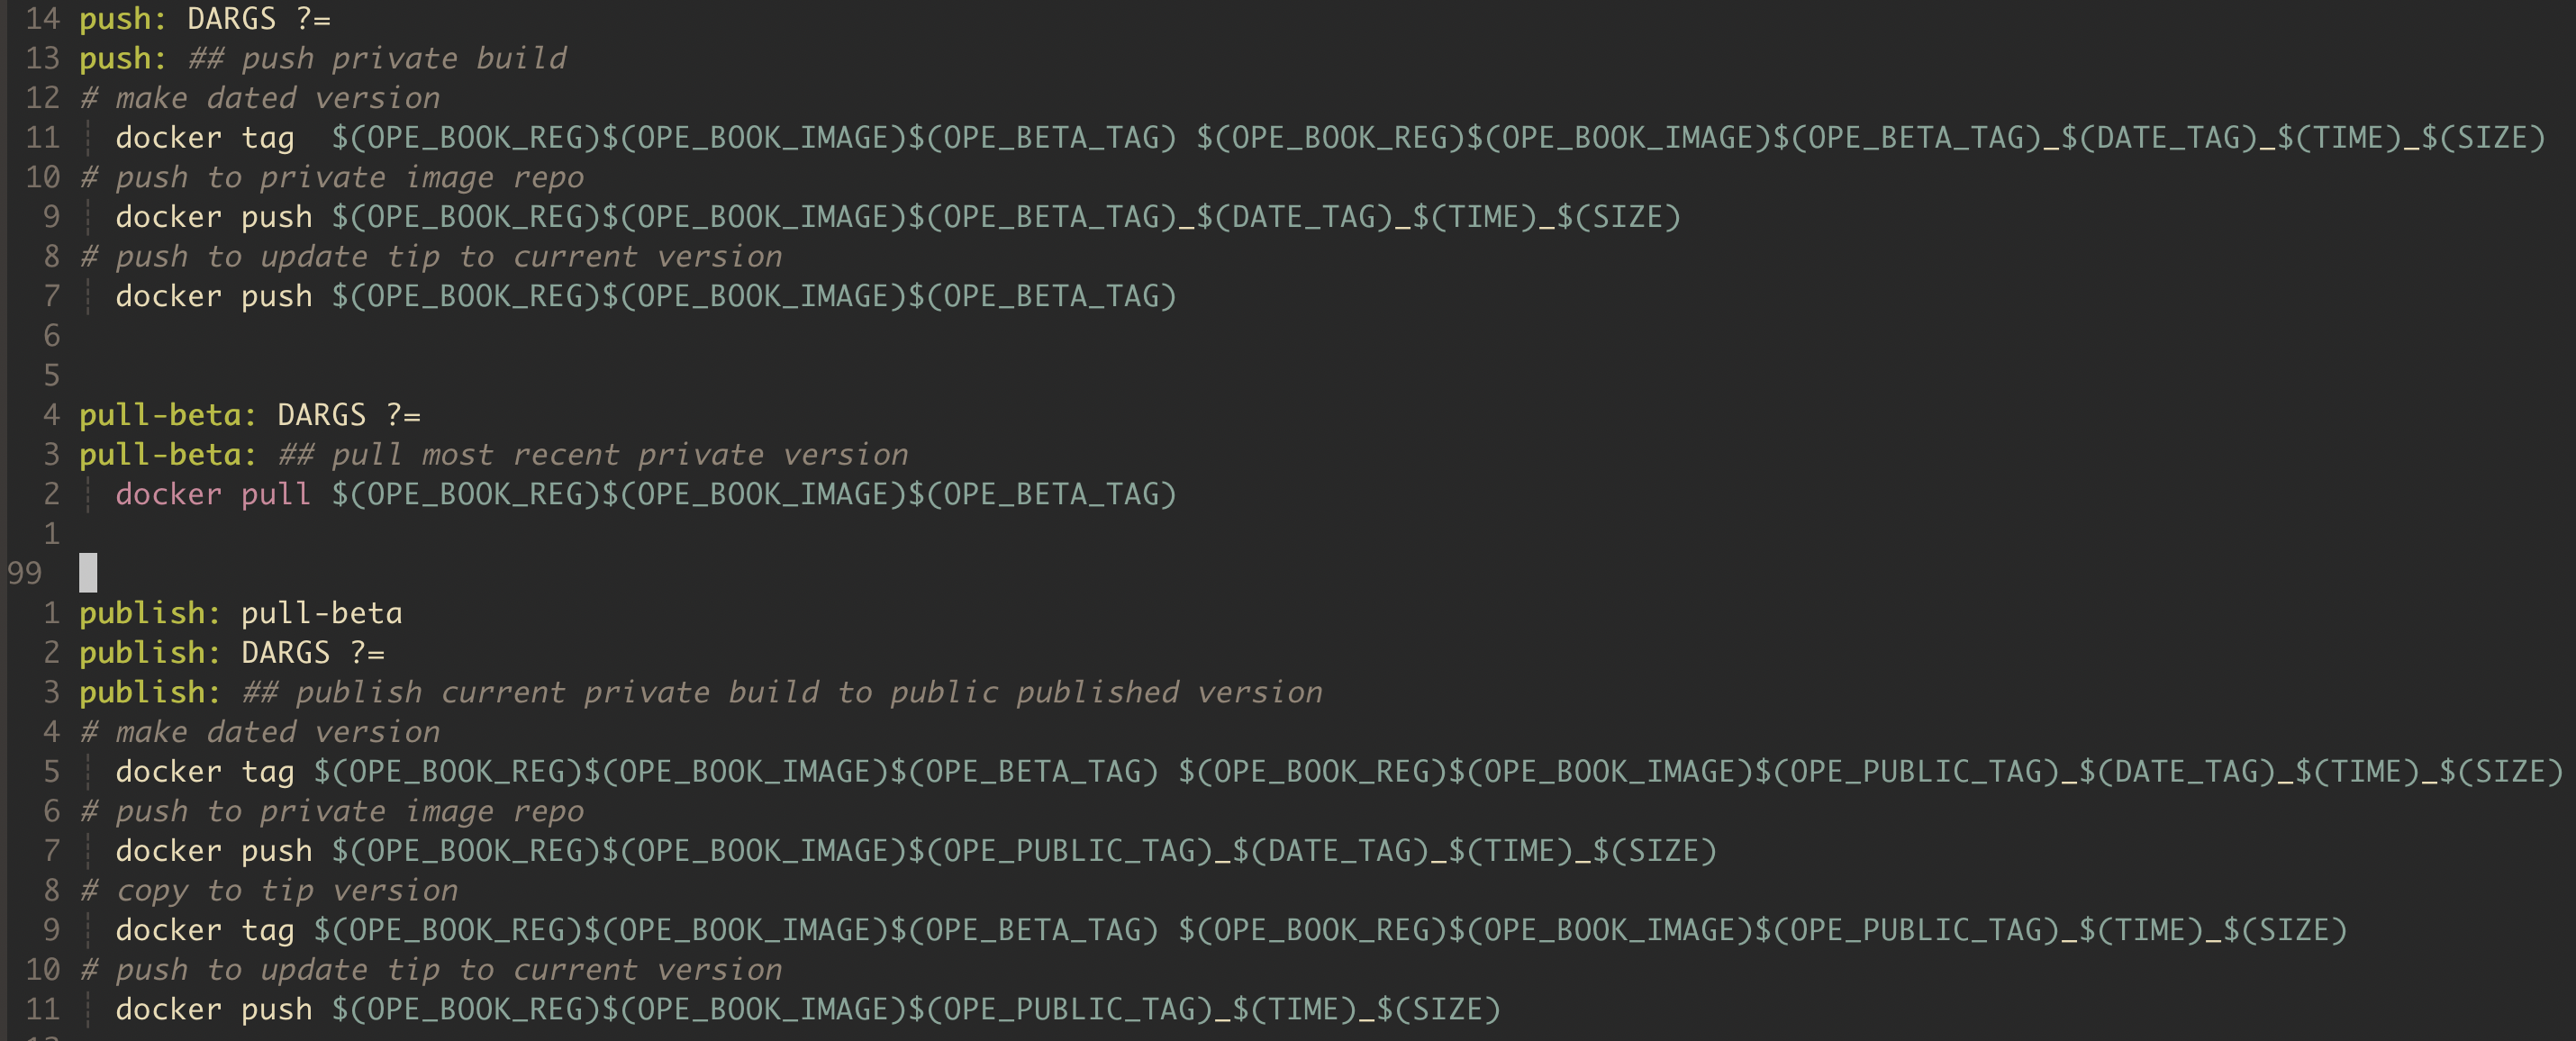 14 push: DARGS ?=
13 push: ## push private build
12 # make dated version
11 docker tag  $(OPE_BOOK_REG)$(OPE_BOOK_IMAGE)$(OPE_BETA_TAG) $(OPE_BOOK_REG)$(OPE_BOOK_IMAGE)$(OPE_BETA_TAG)_$(DATE_TAG)_$(TIME)_$(SIZE)
10 # push to private image repo
9 docker push $(OPE_BOOK_REG)$(OPE_BOOK_IMAGE)$(OPE_BETA_TAG)_$(DATE_TAG)_$(TIME)_$(SIZE)
8 # push to update tip to current version
7 docker push $(OPE_BOOK_REG)$(OPE_BOOK_IMAGE)$(OPE_BETA_TAG)
6
5
4 pull-beta: DARGS ?=
3 pull-beta: ## pull most recent private version
2 docker pull $(OPE_BOOK_REG)$(OPE_BOOK_IMAGE)$(OPE_BETA_TAG)
1
99
1 publish: pull-beta
2 publish: DARGS ?=
3 publish: ## publish current private build to public published version
4 # make dated version
5 docker tag $(OPE_BOOK_REG)$(OPE_BOOK_IMAGE)$(OPE_BETA_TAG) $(OPE_BOOK_REG)$(OPE_BOOK_IMAGE)$(OPE_PUBLIC_TAG)_$(DATE_TAG)_$(TIME)_$(SIZE)
6 # push to private image repo
7 docker push $(OPE_BOOK_REG)$(OPE_BOOK_IMAGE)$(OPE_PUBLIC_TAG)_$(DATE_TAG)_$(TIME)_$(SIZE)
8 # copy to tip version
9 docker tag $(OPE_BOOK_REG)$(OPE_BOOK_IMAGE)$(OPE_BETA_TAG) $(OPE_BOOK_REG)$(OPE_BOOK_IMAGE)$(OPE_PUBLIC_TAG)_$(TIME)_$(SIZE)
10 # push to update tip to current version
11 docker push $(OPE_BOOK_REG)$(OPE_BOOK_IMAGE)$(OPE_PUBLIC_TAG)_$(TIME)_$(SIZE)